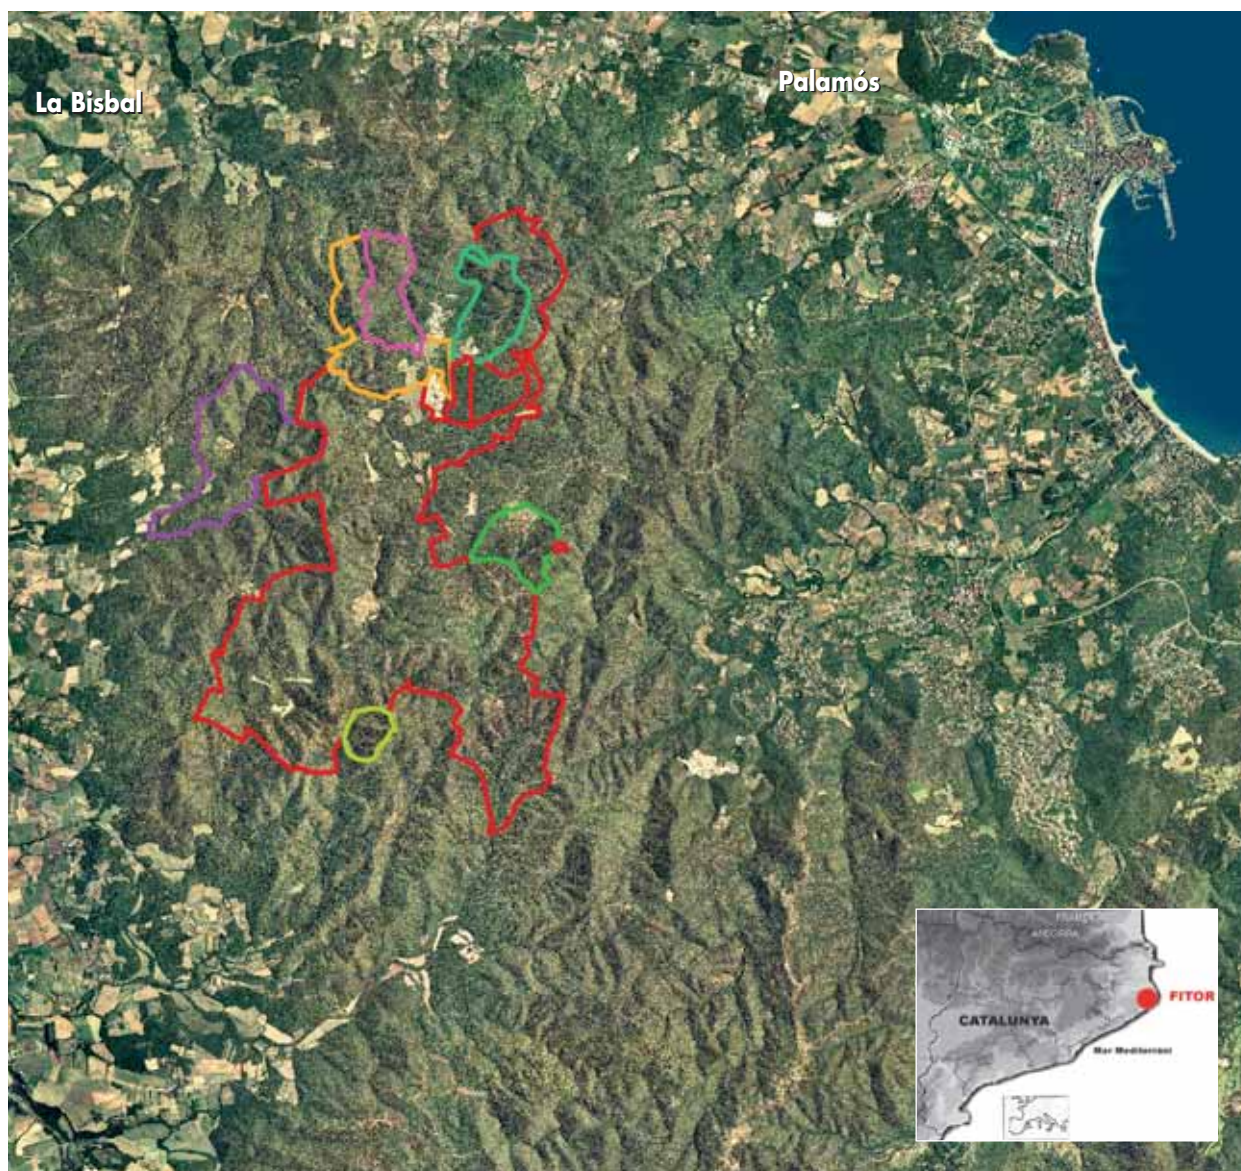 Palamós
La Bisbal
FRANÇA
ANDORRA
FITOR
CATALUNYA
Mar Mediterrani